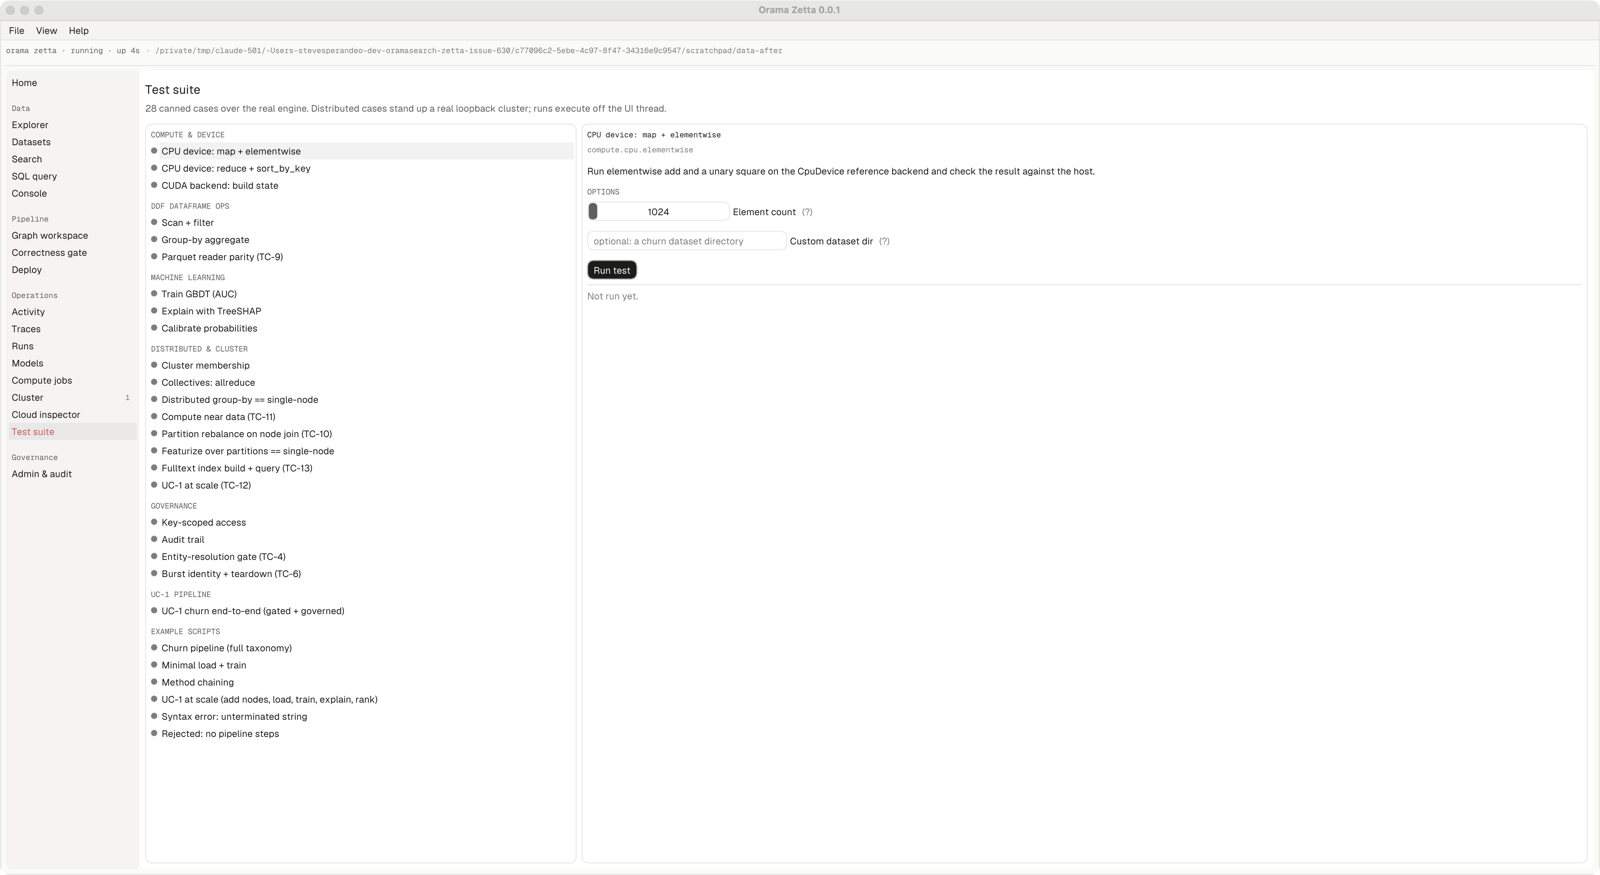 Orama Zetta 0.0.1
File View Help
orama zetta · running · up 4s · /private/tmp/claude-501/-Users-stevesperandeo-dev-oramasearch-zetta-issue-630/c77096c2-5ebe-4c97-8f47-34316e9c9547/scratchpad/data-after
Home
Data
Explorer
Datasets
Search
SQL query
Console
Pipeline
Graph workspace
Correctness gate
Deploy
Operations
Activity
Traces
Runs
Models
Compute jobs
Cluster 1
Cloud inspector
Test suite
Governance
Admin & audit
Test suite
28 canned cases over the real engine. Distributed cases stand up a real loopback cluster; runs execute off the UI thread.
COMPUTE & DEVICE
CPU device: map + elementwise
CPU device: reduce + sort_by_key
CUDA backend: build state
DDF DATAFRAME OPS
Scan + filter
Group-by aggregate
Parquet reader parity (TC-9)
MACHINE LEARNING
Train GBDT (AUC)
Explain with TreeSHAP
Calibrate probabilities
DISTRIBUTED & CLUSTER
Cluster membership
Collectives: allreduce
Distributed group-by == single-node
Compute near data (TC-11)
Partition rebalance on node join (TC-10)
Featurize over partitions == single-node
Fulltext index build + query (TC-13)
UC-1 at scale (TC-12)
GOVERNANCE
Key-scoped access
Audit trail
Entity-resolution gate (TC-4)
Burst identity + teardown (TC-6)
UC-1 PIPELINE
UC-1 churn end-to-end (gated + governed)
EXAMPLE SCRIPTS
Churn pipeline (full taxonomy)
Minimal load + train
Method chaining
UC-1 at scale (add nodes, load, train, explain, rank)
Syntax error: unterminated string
Rejected: no pipeline steps
CPU device: map + elementwise
compute.cpu.elementwise
Run elementwise add and a unary square on the CpuDevice reference backend and check the result against the host.
OPTIONS
1024 Element count (?)
optional: a churn dataset directory Custom dataset dir (?)
Run test
Not run yet.